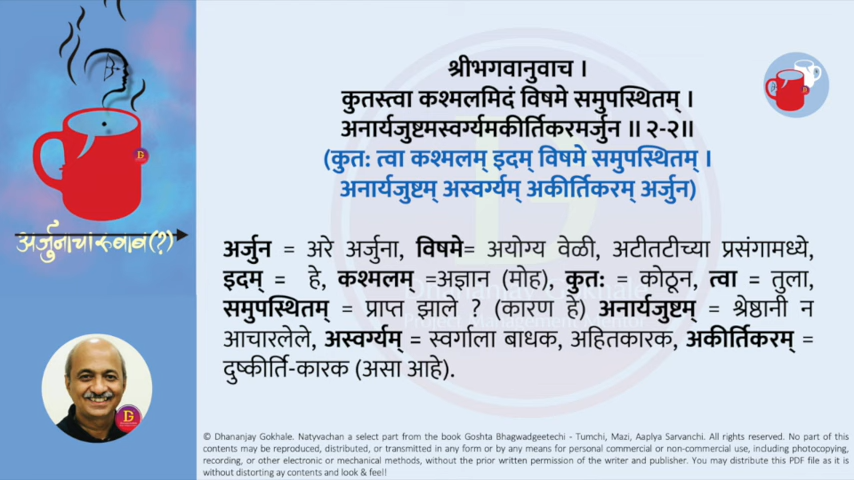 श्रीभगवानुवाच ।
कुतस्त्वा कश्मलमिदं विषमे समुपस्थितम् ।
अनार्यजुष्टमस्वर्ग्यमकीर्तिकरमर्जुन ॥ २-२॥
(कुत: त्वा कश्मलम् इदम् विषमे समुपस्थितम् ।
अनार्यजुष्टम् अस्वर्ग्यम् अकीर्तिकरम् अर्जुन)
अर्जुनाचा रुबाब(?)
अर्जुन = अरे अर्जुना, विषमे= अयोग्य वेळी, अटीतटीच्या प्रसंगामध्ये,
इदम् = हे, कश्मलम् =अज्ञान (मोह), कुत: = कोठून, त्वा = तुला,
समुपस्थितम् = प्राप्त झाले ? (कारण हे) अनार्यजुष्टम् = श्रेष्ठानी न
आचारलेले, अस्वर्ग्यम् = स्वर्गाला बाधक, अहितकारक, अकीर्तिकरम् =
दुष्कीर्ति-कारक (असा आहे).
Dhananjay Gokhale
© Dhananjay Gokhale. Natyvachan a select part from the book Goshta Bhagwadgeetechi - Tumchi, Mazi, Aaplya Sarvanchi. All rights reserved. No part of this
contents may be reproduced, distributed, or transmitted in any form or by any means for personal commercial or non-commercial use, including photocopying,
recording, or other electronic or mechanical methods, without the prior written permission of the writer and publisher. You may distribute this PDF file as it is
without distorting ay contents and look & feel!